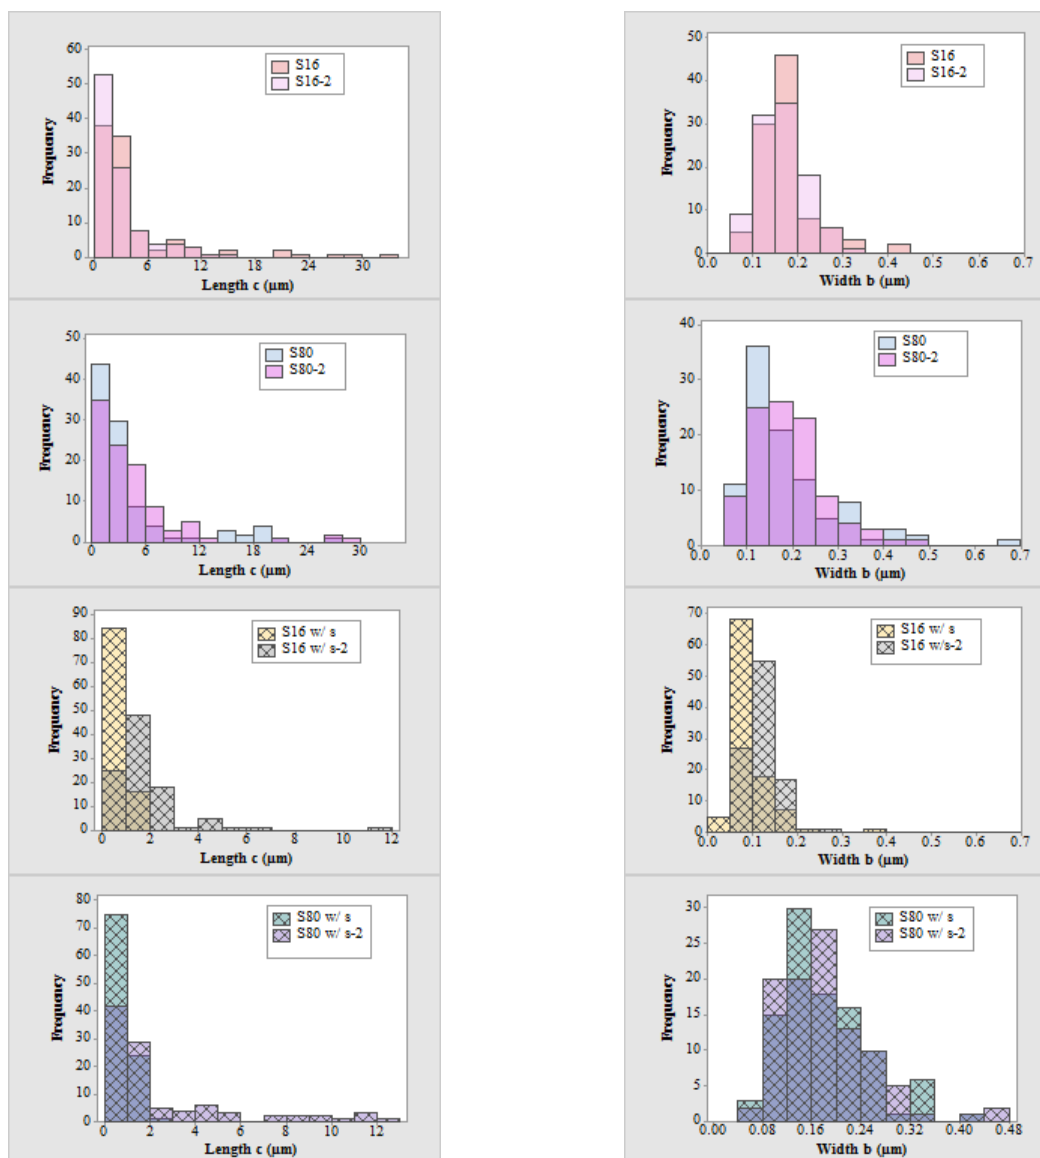 60
50
40
30
20
10
0
Frequency
S16
S16-2
0 6 12 18 24 30
Length c (µm)
50
40
30
20
10
0
Frequency
S16
S16-2
0.0 0.1 0.2 0.3 0.4 0.5 0.6 0.7
Width b (µm)
50
40
30
20
10
0
Frequency
S80
S80-2
0 6 12 18 24 30
Length c (µm)
40
30
20
10
0
Frequency
S80
S80-2
0.0 0.1 0.2 0.3 0.4 0.5 0.6 0.7
Width b (µm)
90
80
70
60
50
40
30
20
10
0
Frequency
S16 w/ s
S16 w/ s-2
0 2 4 6 8 10 12
Length c (µm)
70
60
50
40
30
20
10
0
Frequency
S16 w/ s
S16 w/s-2
0.0 0.1 0.2 0.3 0.4 0.5 0.6 0.7
Width b (µm)
80
70
60
50
40
30
20
10
0
Frequency
S80 w/ s
S80 w/ s-2
0 2 4 6 8 10 12
Length c (µm)
30
25
20
15
10
5
0
Frequency
S80 w/ s
S80 w/ s-2
0.00 0.08 0.16 0.24 0.32 0.40 0.48
Width b (µm)